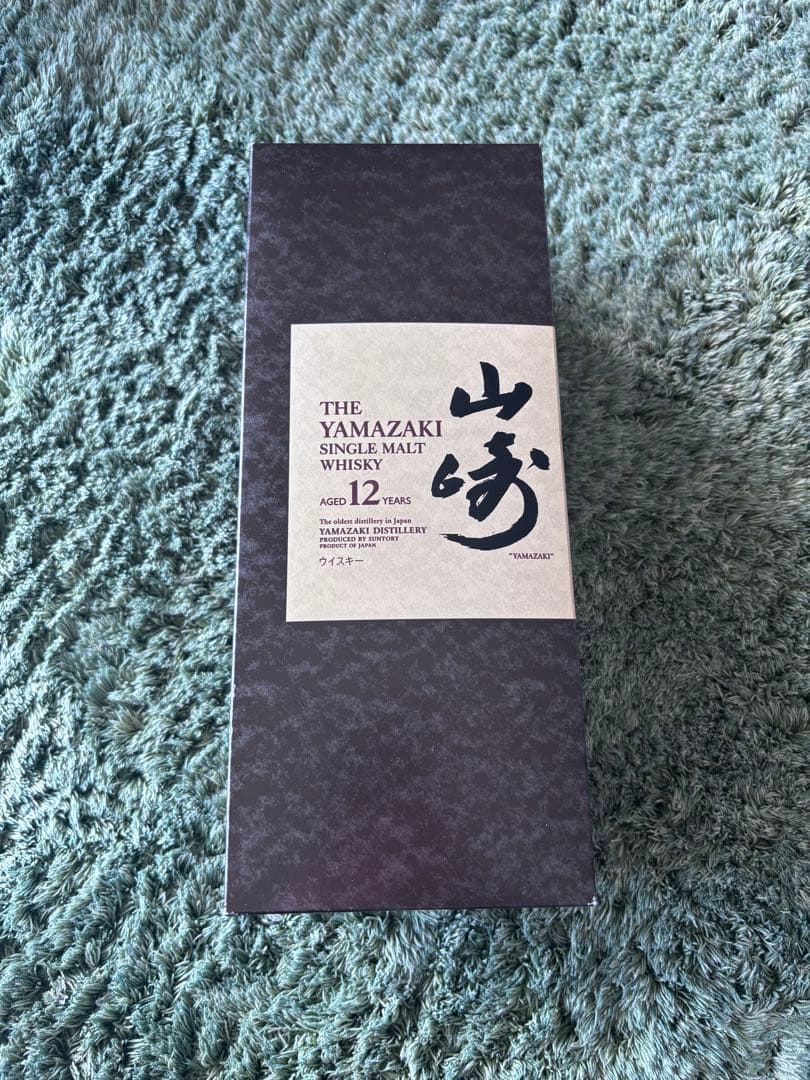 THE
YAMAZAKI
SINGLE MALT
WHISKY
AGED 12 YEARS
The oldest distillery in Japan
YAMAZAKI DISTILLERY
PRODUCED BY SUNTORY
PRODUCT OF JAPAN
ウイスキー
山
崎
"YAMAZAKI"